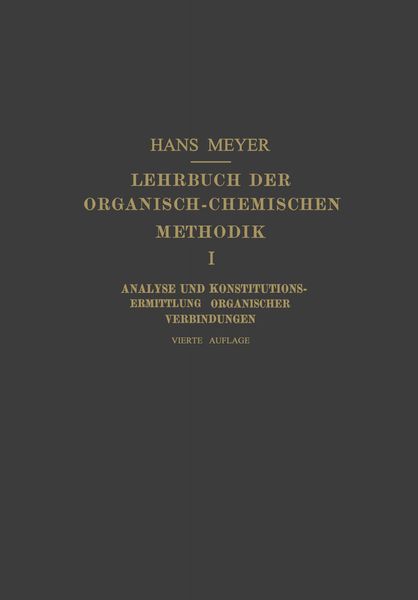 HANS MEYER
LEHRBUCH DER
ORGANISCH-CHEMISCHEN
METHODIK
I
ANALYSE UND KONSTITUTIONS-
ERMITTLUNG ORGANISCHER
VERBINDUNGEN
VIERTE AUFLAGE